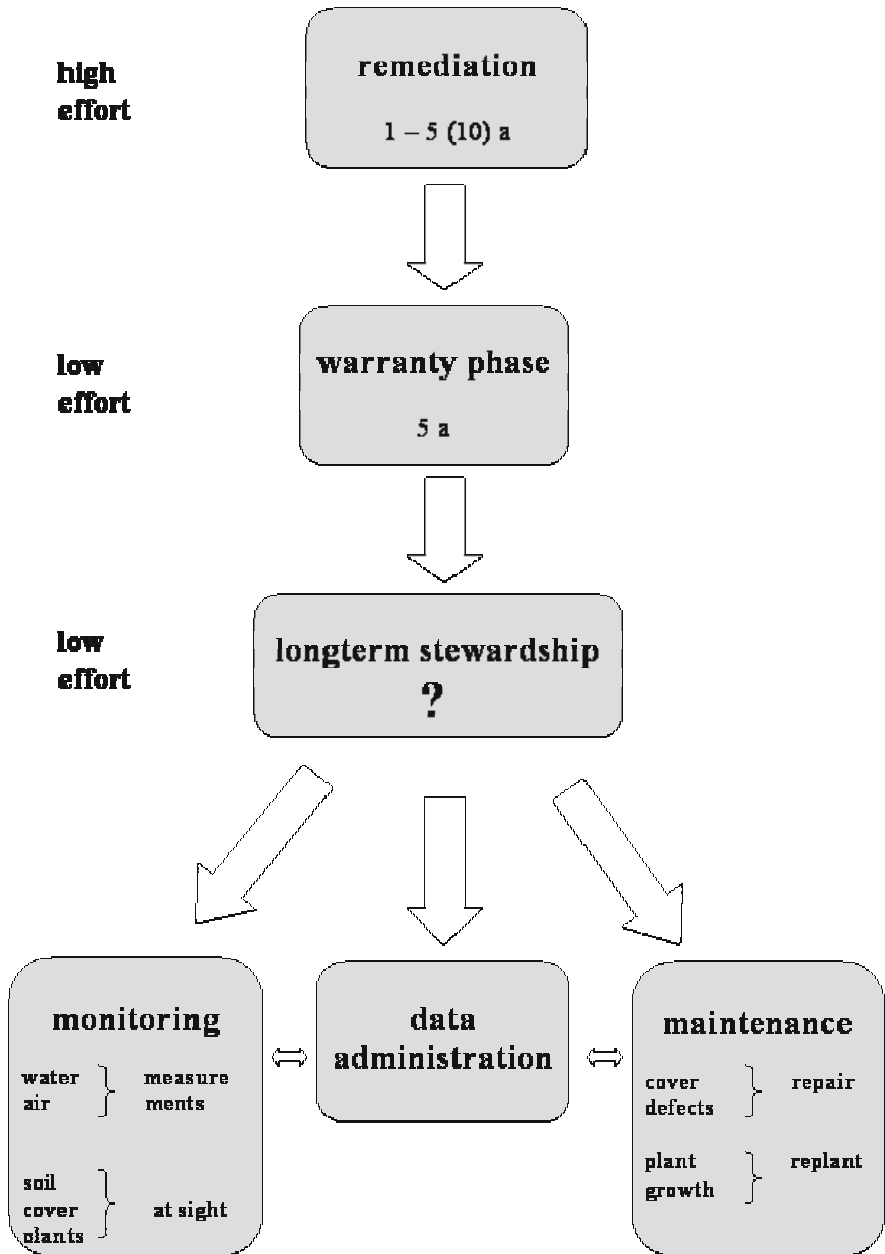 high
effort
remediation
1 – 5 (10) a
low
effort
warranty phase
5 a
low
effort
longterm stewardship
?
monitoring
water
air
measure
ments
soil
cover
plants
at sight
data
administration
maintenance
cover
defects
repair
plant
growth
replant